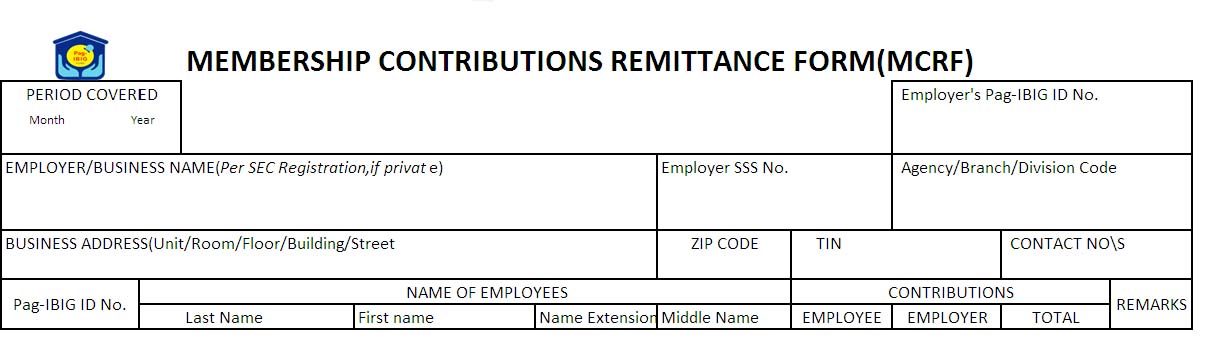 Pag-IBIG
MEMBERSHIP CONTRIBUTIONS REMITTANCE FORM(MCRF)
PERIOD COVERED
Month Year
Employer's Pag-IBIG ID No.
EMPLOYER/BUSINESS NAME(Per SEC Registration,if privat e)
Employer SSS No.
Agency/Branch/Division Code
BUSINESS ADDRESS(Unit/Room/Floor/Building/Street
ZIP CODE
TIN
CONTACT NO\S
Pag-IBIG ID No.
NAME OF EMPLOYEES
CONTRIBUTIONS
REMARKS
Last Name
First name
Name Extension
Middle Name
EMPLOYEE
EMPLOYER
TOTAL